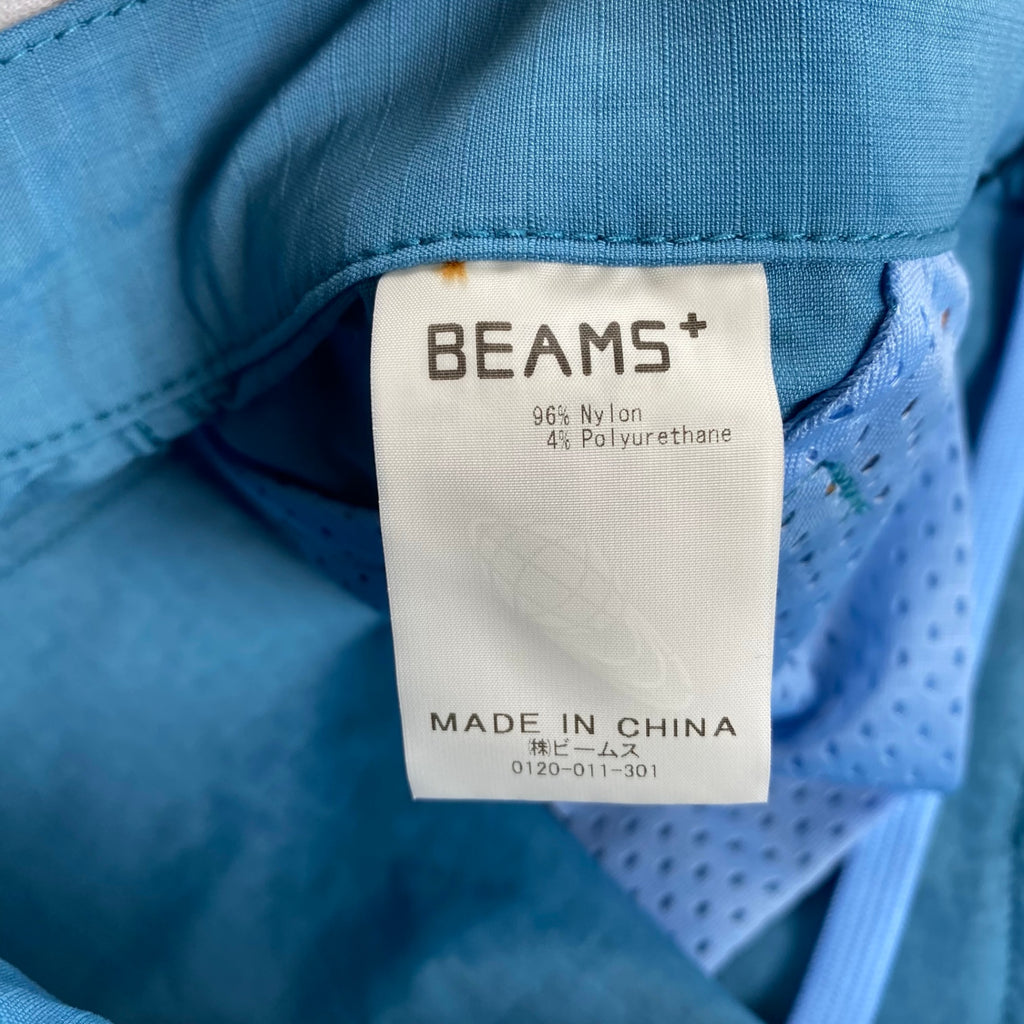 BEAMS+
96% Nylon
4% Polyurethane
MADE IN CHINA
㈱ビームス
0120-011-301